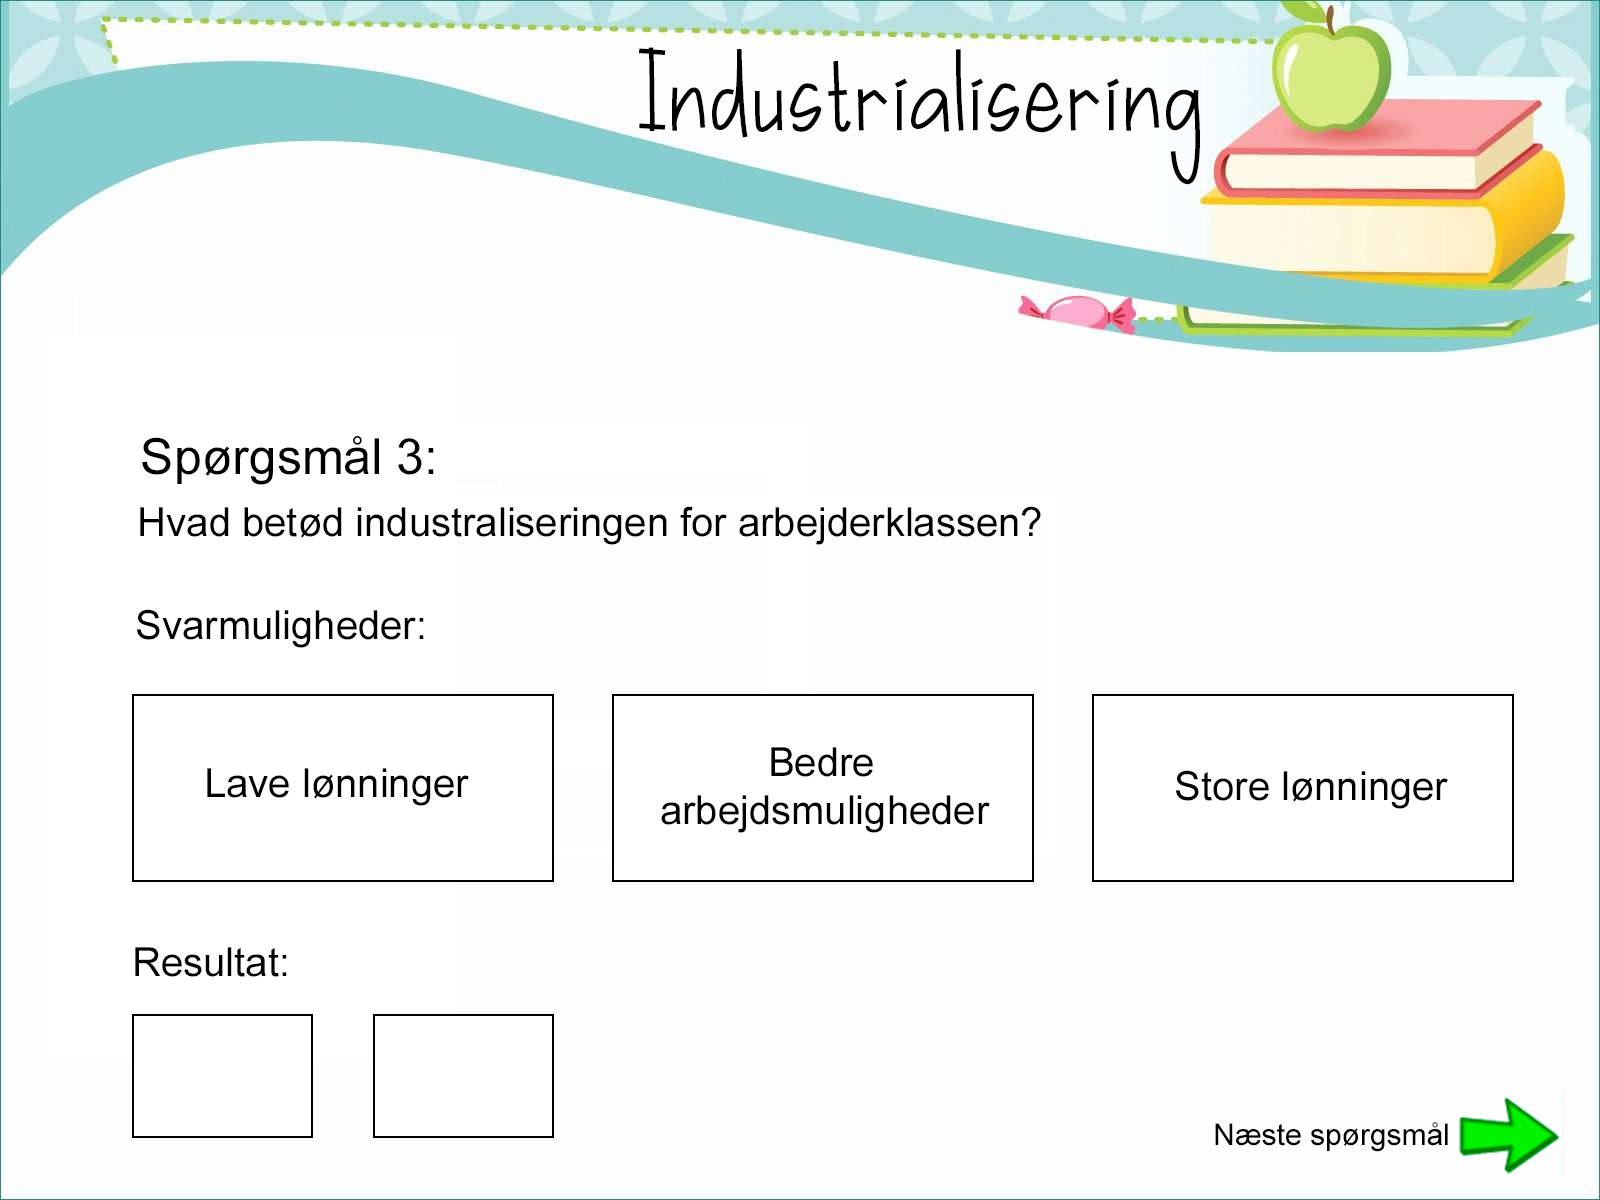 Industrialisering
Spørgsmål 3:
Hvad betød industraliseringen for arbejderklassen?
Svarmuligheder:
Lave lønninger
Bedre
arbejdsmuligheder
Store lønninger
Resultat:
Næste spørgsmål